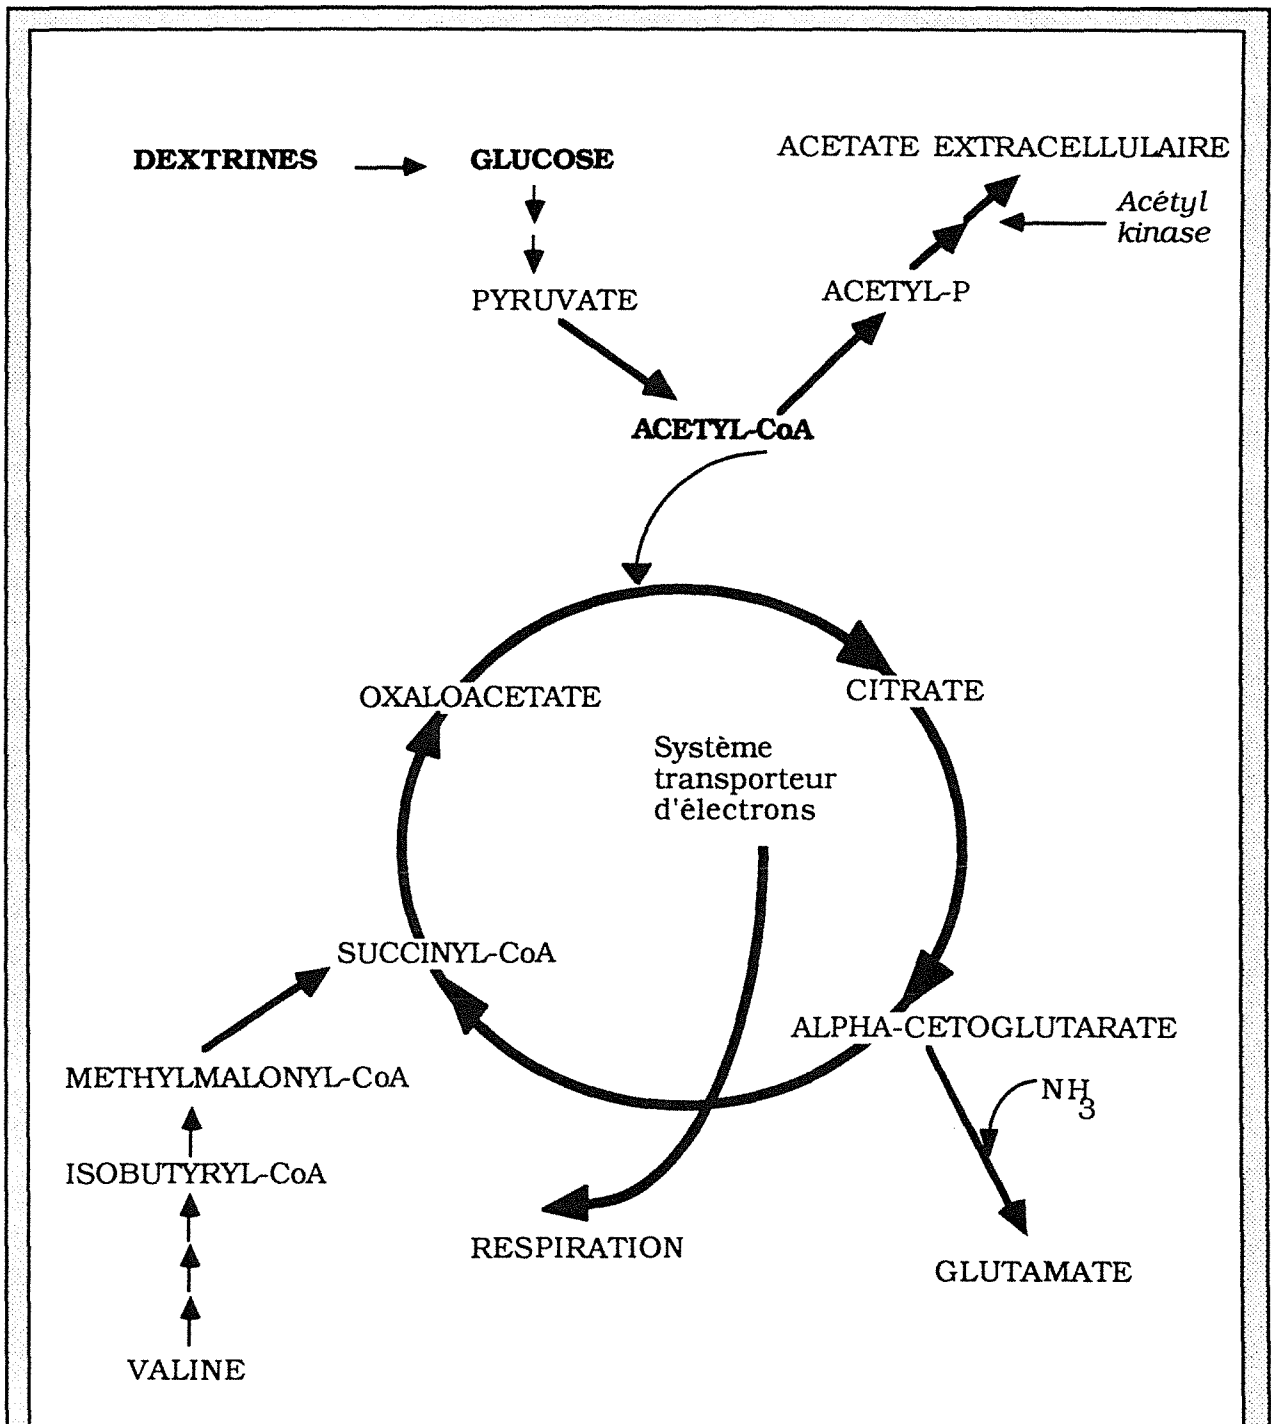 DEXTRINES
GLUCOSE
ACETATE EXTRACELLULAIRE
Acétyl
kinase
PYRUVATE
ACETYL-P
ACETYL-CoA
OXALOACETATE
CITRATE
Système
transporteur
d'électrons
SUCCINYL-CoA
ALPHA-CETOGLUTARATE
METHYLMALONYL-CoA
NH3
ISOBUTYRYL-CoA
RESPIRATION
GLUTAMATE
VALINE